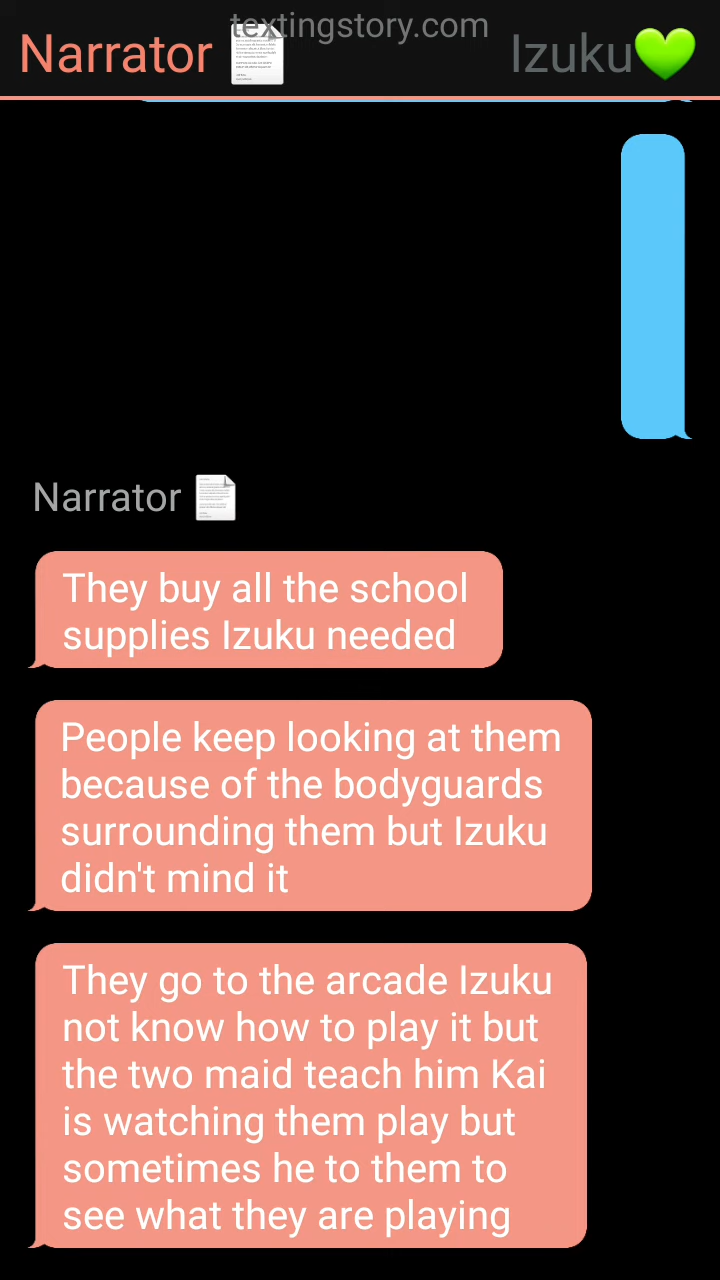 textingstory.com
Narrator Izuku💚
Narrator
They buy all the school
supplies Izuku needed
People keep looking at them
because of the bodyguards
surrounding them but Izuku
didn't mind it
They go to the arcade Izuku
not know how to play it but
the two maid teach him Kai
is watching them play but
sometimes he to them to
see what they are playing